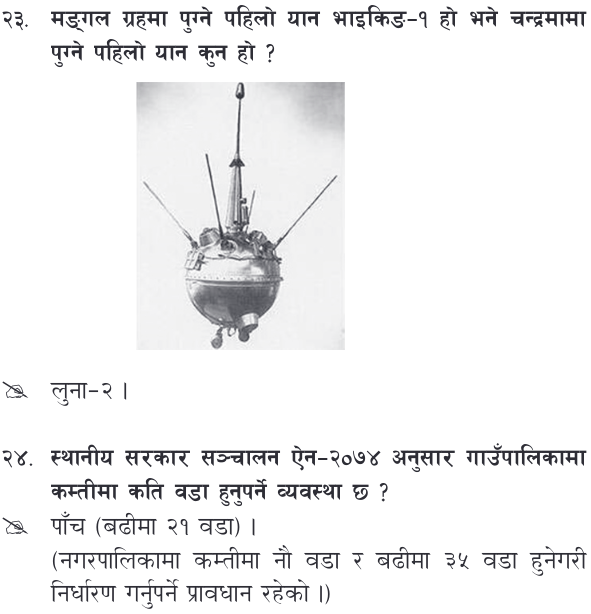 २३. मङ्गल ग्रहमा पुग्ने पहिलो यान भाइकिङ-१ हो भने चन्द्रमामा
पुग्ने पहिलो यान कुन हो ?
लुना-२ ।
२४. स्थानीय सरकार सञ्चालन ऐन-२०७४ अनुसार गाउँपालिकामा
कम्तीमा कति वडा हुनुपर्ने व्यवस्था छ ?
पाँच (बढीमा २१ वडा) ।
(नगरपालिकामा कम्तीमा नौ वडा र बढीमा ३५ वडा हुनेगरी
निर्धारण गर्नुपर्ने प्रावधान रहेको ।)